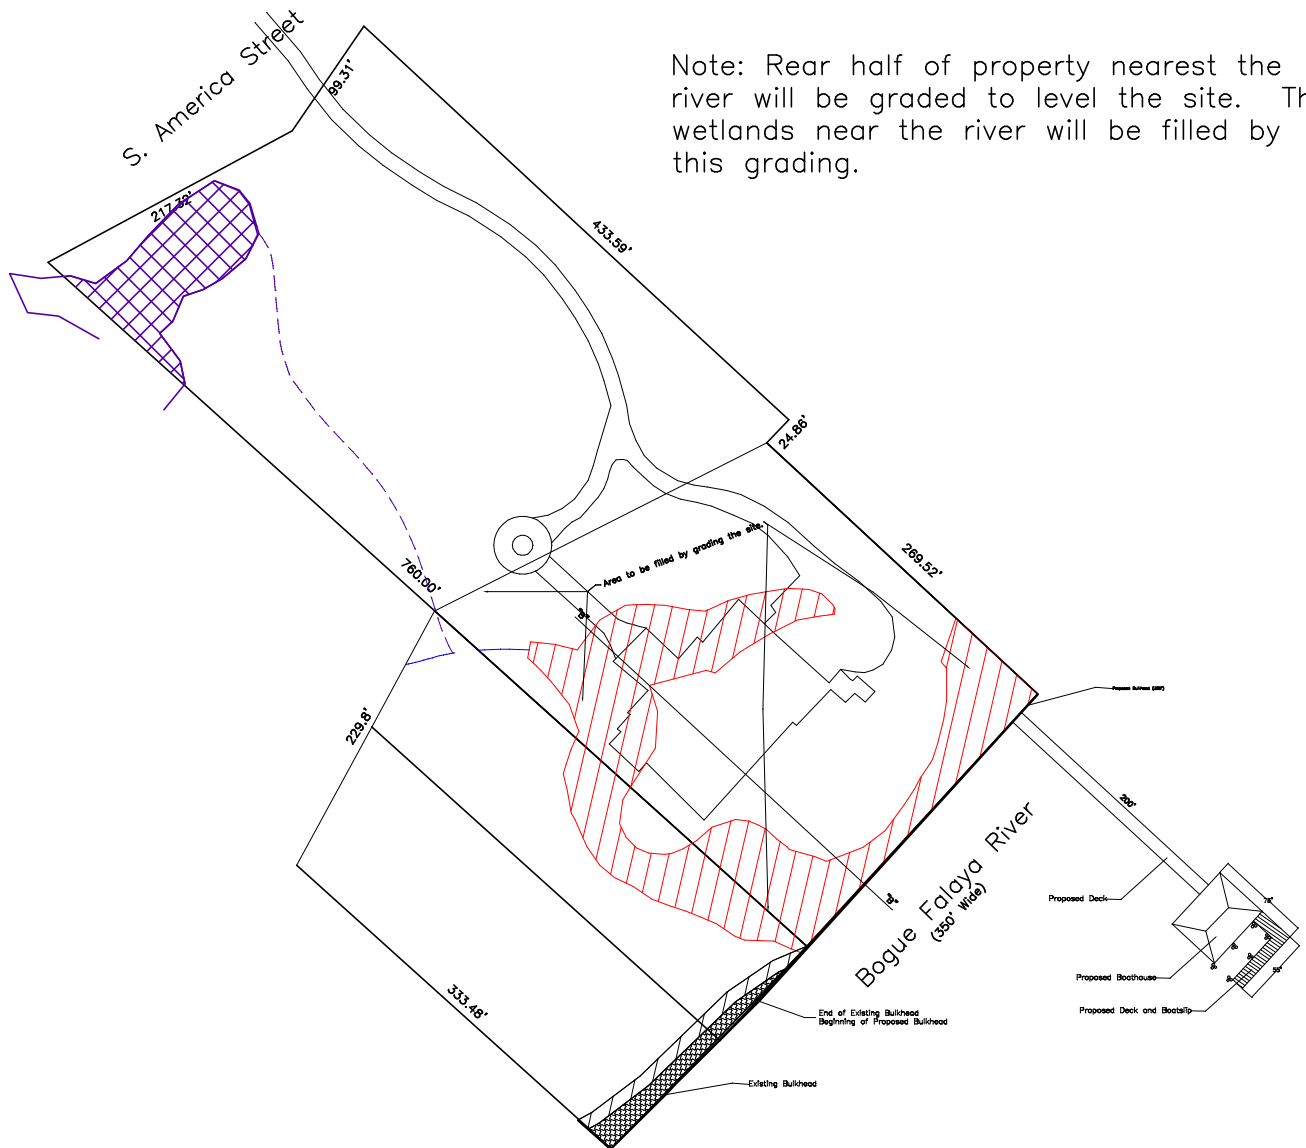 S. America Street
Note: Rear half of property nearest the
river will be graded to level the site. Th
wetlands near the river will be filled by
this grading.
99.31'
217.32'
433.59'
24.86'
760.00'
Area to be filled by grading the site.
269.52'
229.8'
200'
Bogue Falaya River
(350' Wide)
Proposed Deck
Proposed Boathouse
55'
Proposed Deck and Boatslip
333.48'
End of Existing Bulkhead
Beginning of Proposed Bulkhead
Existing Bulkhead